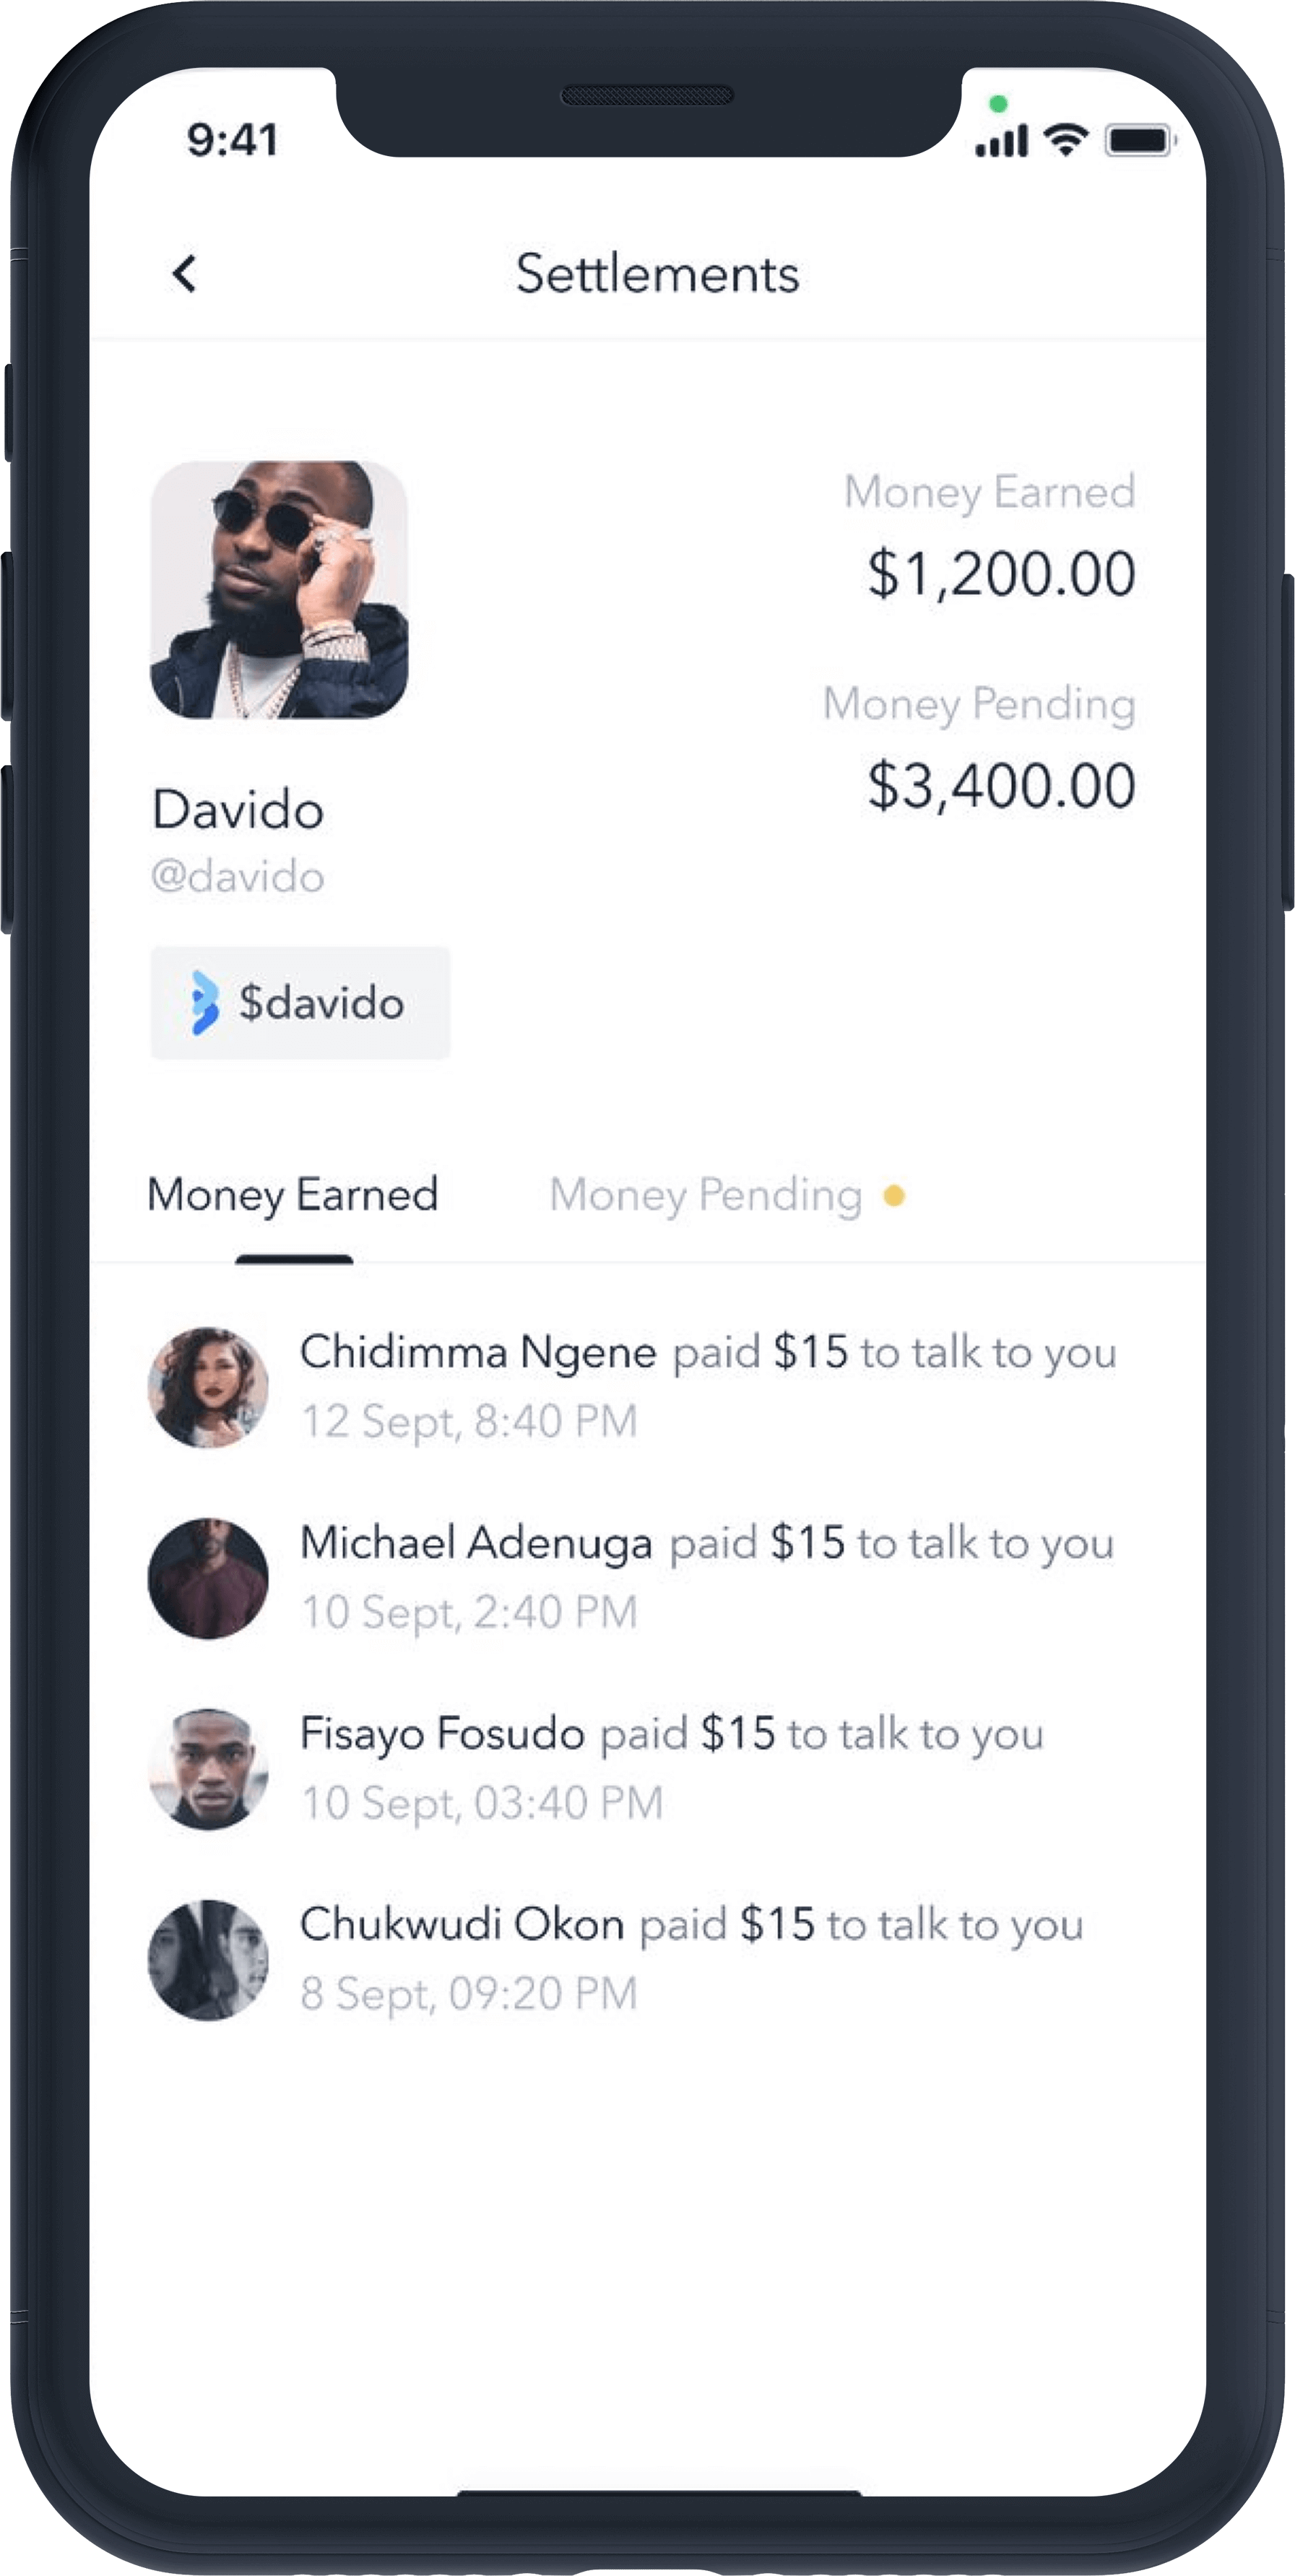 9:41
Settlements
Money Earned
$1,200.00
Money Pending
$3,400.00
Davido
@davido
$davido
Money Earned Money Pending
Chidimma Ngene paid $15 to talk to you
12 Sept, 8:40 PM
Michael Adenuga paid $15 to talk to you
10 Sept, 2:40 PM
Fisayo Fosudo paid $15 to talk to you
10 Sept, 03:40 PM
Chukwudi Okon paid $15 to talk to you
8 Sept, 09:20 PM